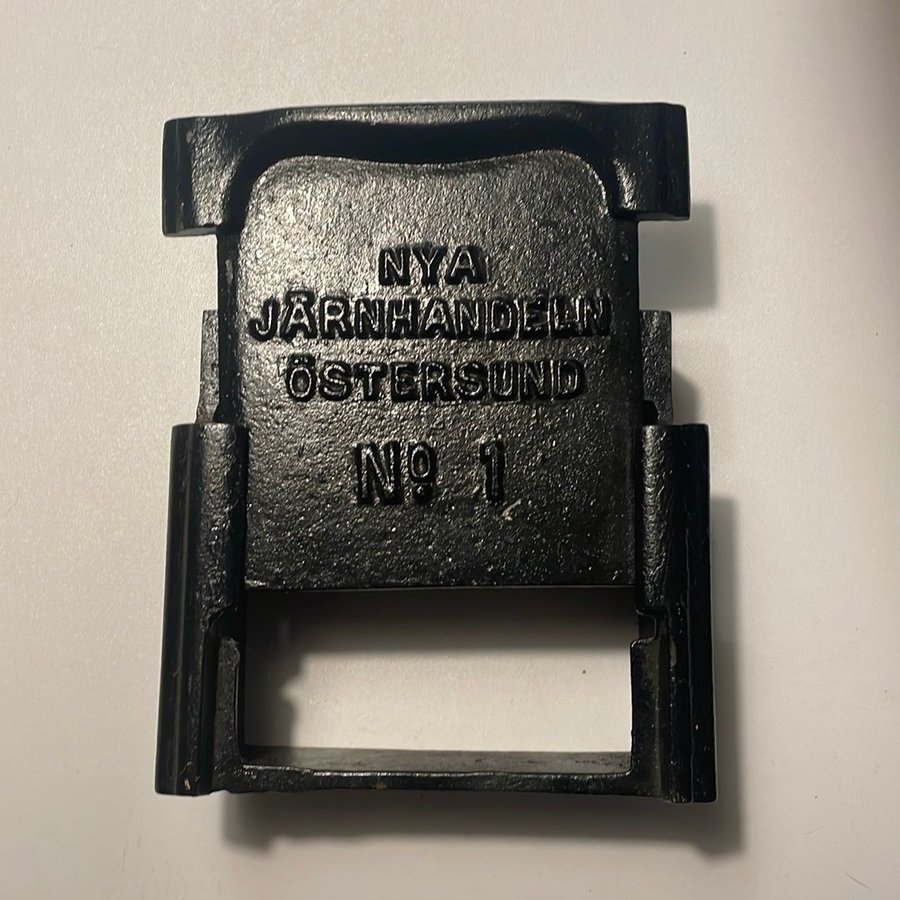 NYA
JÄRNHANDELN
ÖSTERSUND
Nº 1